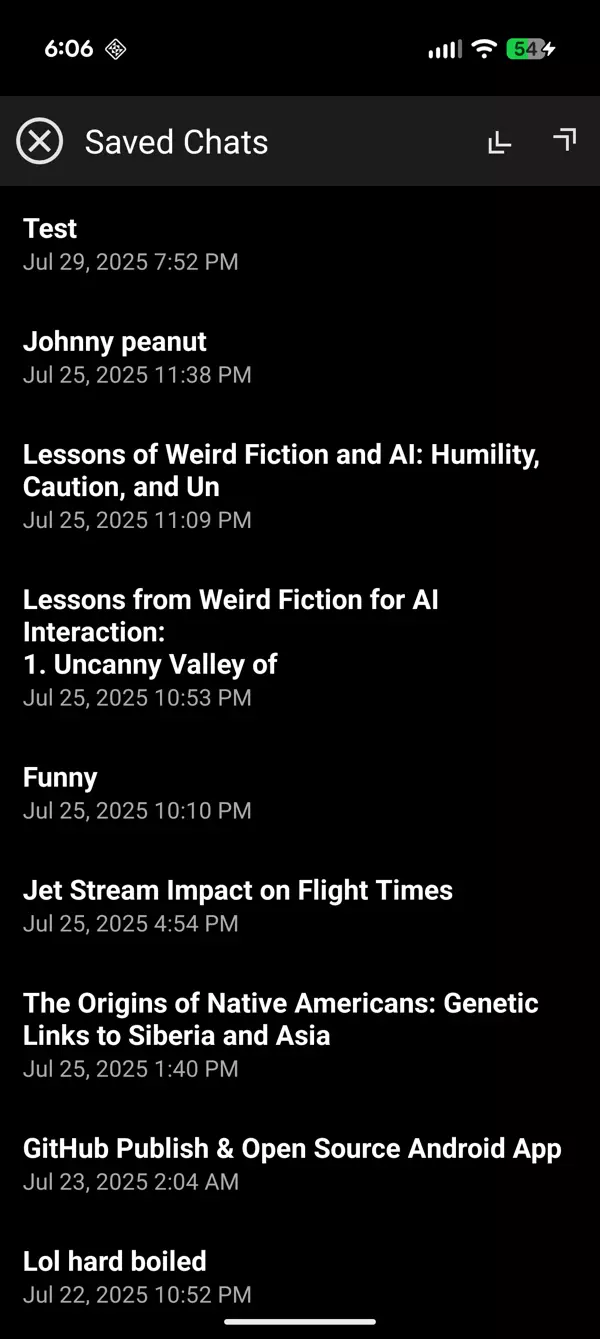 6:06
54
Saved Chats
Test
Jul 29, 2025 7:52 PM
Johnny peanut
Jul 25, 2025 11:38 PM
Lessons of Weird Fiction and AI: Humility,
Caution, and Un
Jul 25, 2025 11:09 PM
Lessons from Weird Fiction for AI
Interaction:
1. Uncanny Valley of
Jul 25, 2025 10:53 PM
Funny
Jul 25, 2025 10:10 PM
Jet Stream Impact on Flight Times
Jul 25, 2025 4:54 PM
The Origins of Native Americans: Genetic
Links to Siberia and Asia
Jul 25, 2025 1:40 PM
GitHub Publish & Open Source Android App
Jul 23, 2025 2:04 AM
Lol hard boiled
Jul 22, 2025 10:52 PM